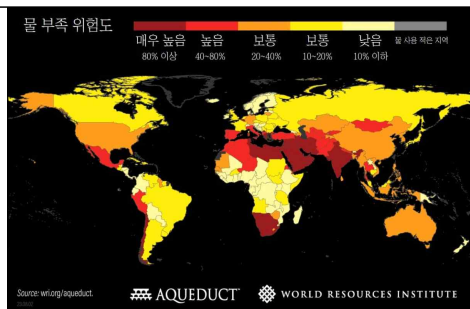 물 부족 위험도
매우 높음 높음 보통 보통 낮음 물 사용 적은 지역
80% 이상 40~80% 20~40% 10~20% 10% 이하
Source: wri.org/aqueduct. AQUEDUCT WORLD RESOURCES INSTITUTE